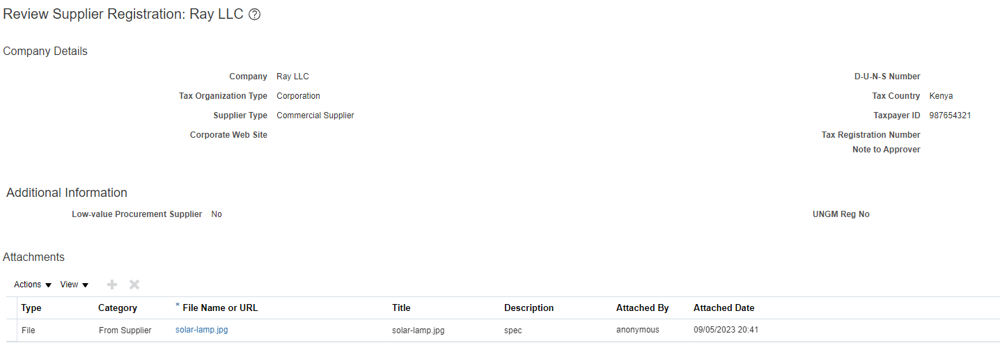 Review Supplier Registration: Ray LLC ?
Company Details
Company Ray LLC D-U-N-S Number
Tax Organization Type Corporation Tax Country Kenya
Supplier Type Commercial Supplier Taxpayer ID 987654321
Corporate Web Site Tax Registration Number
Note to Approver
Additional Information
Low-value Procurement Supplier No UNGM Reg No
Attachments
Actions View
Type Category * File Name or URL Title Description Attached By Attached Date
File From Supplier solar-lamp.jpg solar-lamp.jpg spec anonymous 09/05/2023 20:41